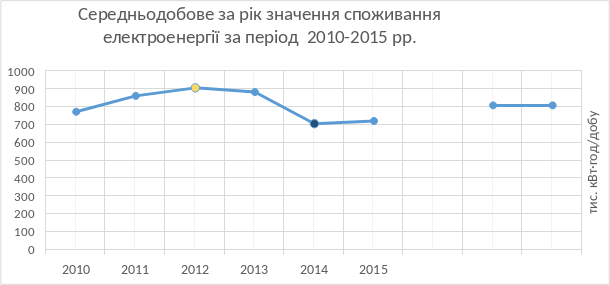 Середньодобове за рік значення споживання
електроенергії за період  2010-2015 рр.
1000
900
800
700
600
500
400
300
200
100
0
2010 2011 2012 2013 2014 2015
тис. кВт·год/добу